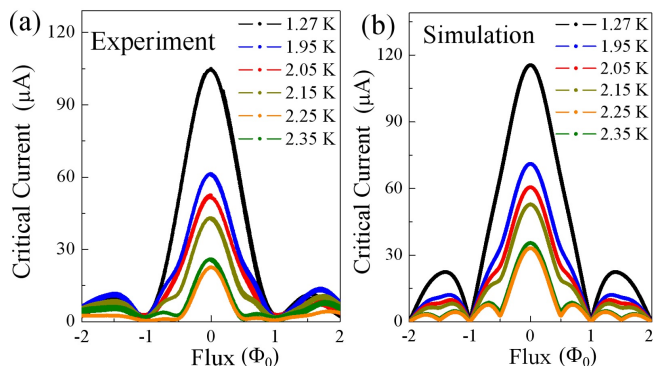 (a)
Experiment
1.27 K
1.95 K
2.05 K
2.15 K
2.25 K
2.35 K
120
90
60
30
0
Critical Current (μA)
-2
-1
0
1
2
Flux (Φ₀)
(b)
Simulation
1.27 K
1.95 K
2.05 K
2.15 K
2.25 K
2.35 K
120
90
60
30
0
Critical Current (μA)
-2
-1
0
1
2
Flux (Φ₀)